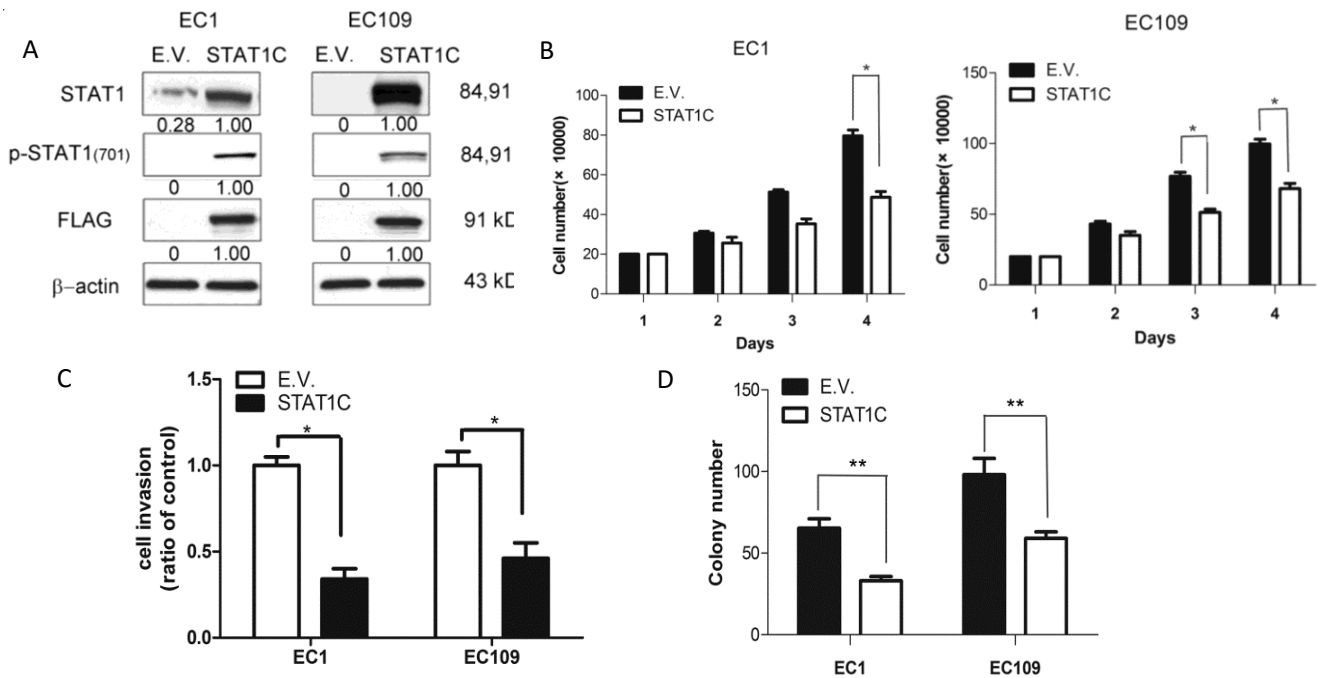 A
EC1
EC109
E.V.
STAT1C
E.V.
STAT1C
STAT1
84,91
0.28
1.00
0
1.00
p-STAT1(701)
84,91
0
1.00
0
1.00
FLAG
91 kD
0
1.00
0
1.00
β-actin
43 kD
B
EC1
E.V.
STAT1C
*
Cell number(× 10000)
100
80
60
40
20
0
1
2
3
4
Days
EC109
E.V.
STAT1C
*
*
Cell number(× 10000)
150
100
50
0
1
2
3
4
Days
C
E.V.
STAT1C
*
*
cell invasion
(ratio of control)
1.5
1.0
0.5
0.0
EC1
EC109
D
E.V.
STAT1C
**
**
Colony number
150
100
50
0
EC1
EC109